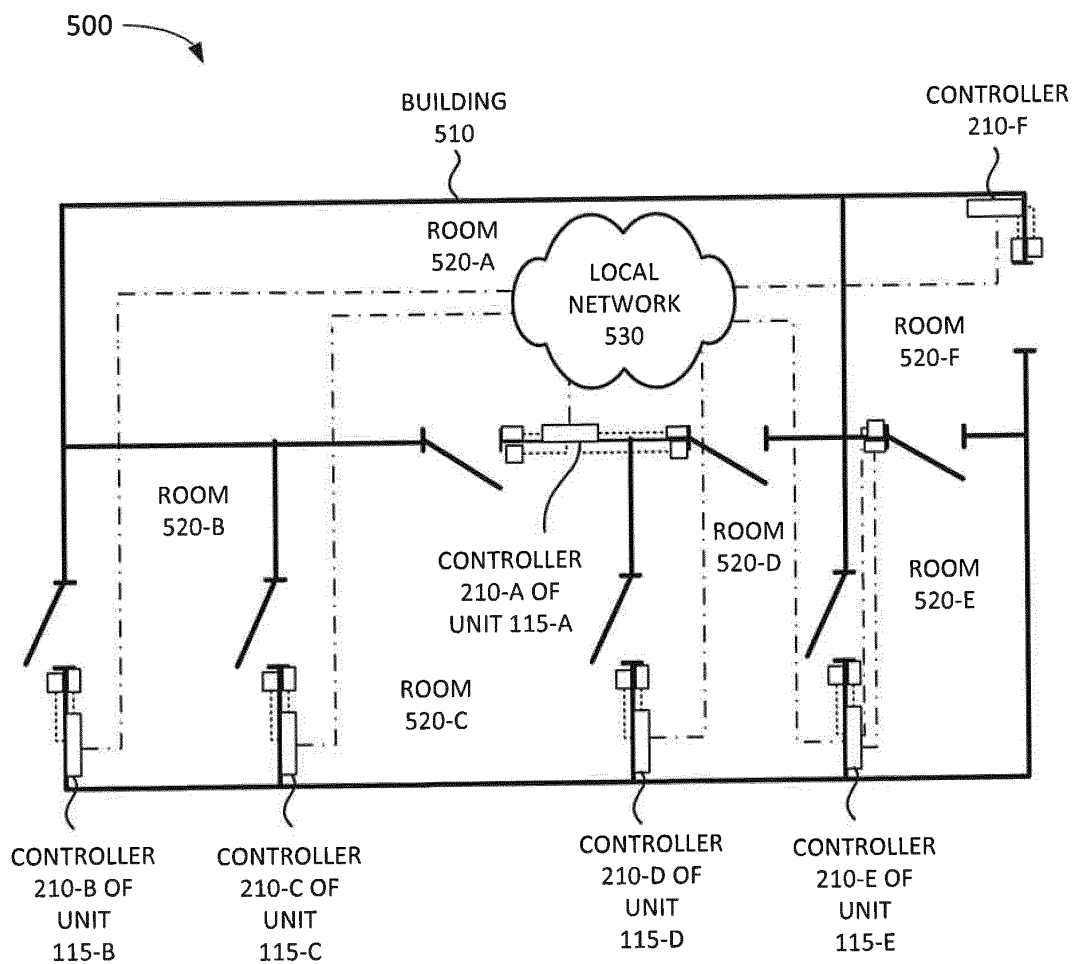 500
BUILDING
510
CONTROLLER
210-F
ROOM
520-A
LOCAL
NETWORK
530
ROOM
520-F
ROOM
520-B
CONTROLLER
210-A OF
UNIT 115-A
ROOM
520-D
ROOM
520-E
ROOM
520-C
CONTROLLER
210-B OF
UNIT
115-B
CONTROLLER
210-C OF
UNIT
115-C
CONTROLLER
210-D OF
UNIT
115-D
CONTROLLER
210-E OF
UNIT
115-E